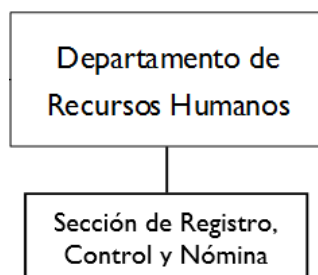 Departamento de
Recursos Humanos
Sección de Registro,
Control y Nómina